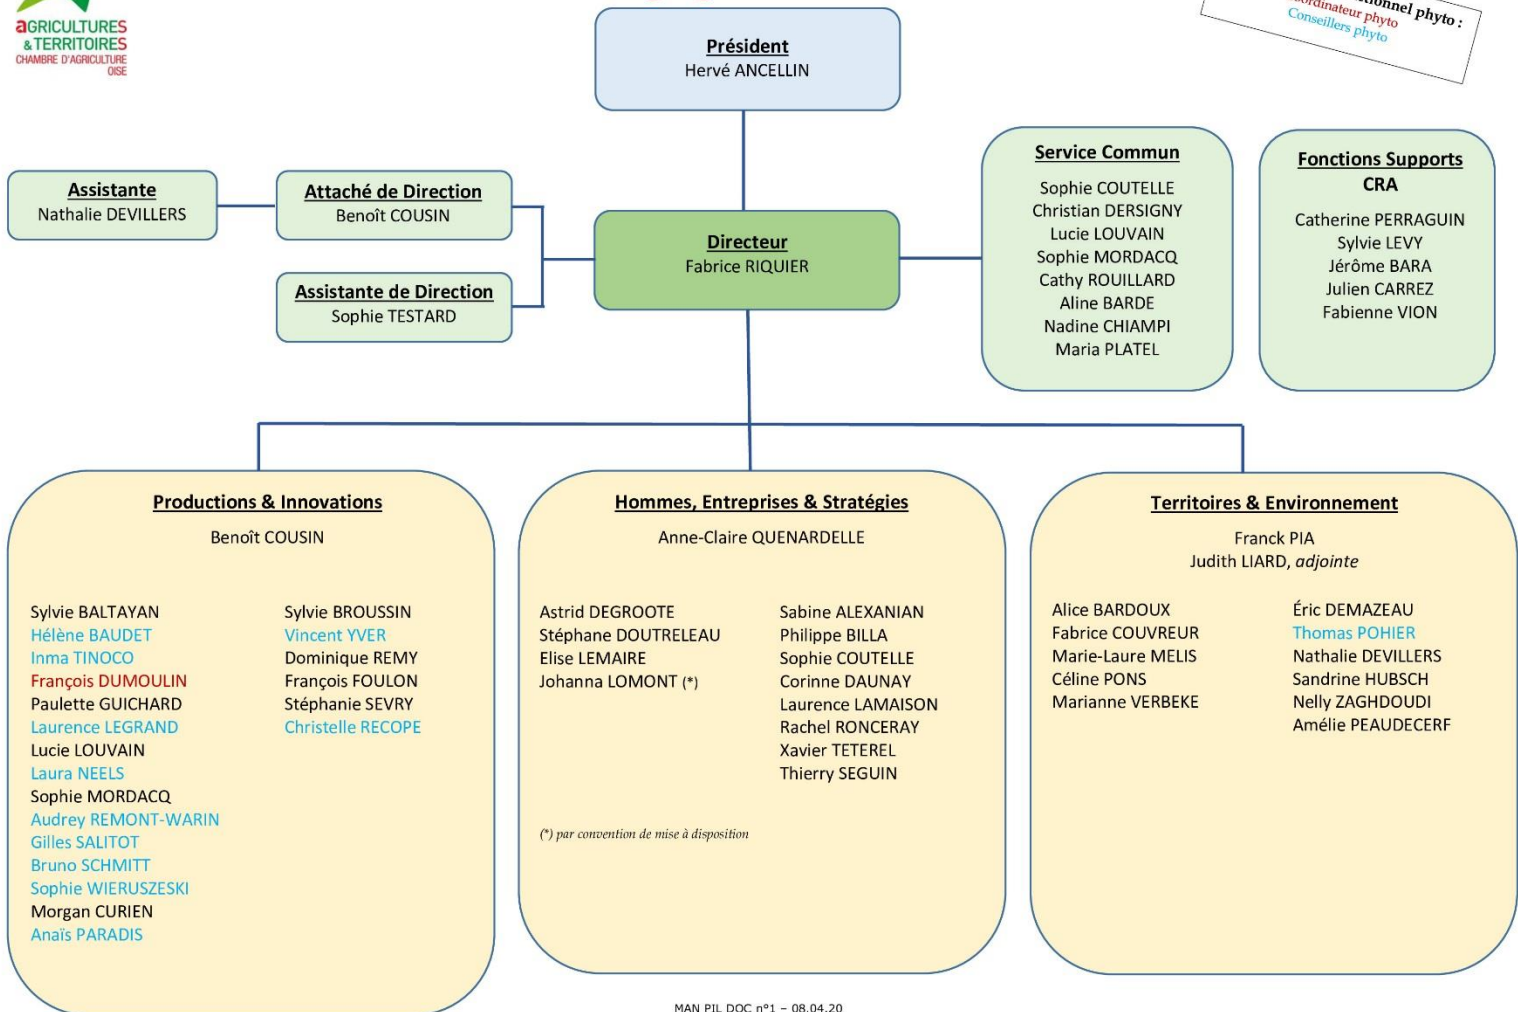 aGRICULTURES
& TERRITOIRES
CHAMBRE D'AGRICULTURE
OISE
phyto :
phyto
Conseillers phyto
Président
Hervé ANCELLIN
Assistante
Nathalie DEVILLERS
Attaché de Direction
Benoît COUSIN
Assistante de Direction
Sophie TESTARD
Directeur
Fabrice RIQUIER
Service Commun
Sophie COUTELLE
Christian DERSIGNY
Lucie LOUVAIN
Sophie MORDACQ
Cathy ROUILLARD
Aline BARDE
Nadine CHIAMPI
Maria PLATEL
Fonctions Supports
CRA
Catherine PERRAGUIN
Sylvie LEVY
Jérôme BARA
Julien CARREZ
Fabienne VION
Productions & Innovations
Benoît COUSIN
Sylvie BALTAYAN
Hélène BAUDET
Inma TINOCO
François DUMOULIN
Paulette GUICHARD
Laurence LEGRAND
Lucie LOUVAIN
Laura NEELS
Sophie MORDACQ
Audrey REMONT-WARIN
Gilles SALITOT
Bruno SCHMITT
Sophie WIERUSZESKI
Morgan CURIEN
Anaïs PARADIS
Sylvie BROUSSIN
Vincent YVER
Dominique REMY
François FOULON
Stéphanie SEVRY
Christelle RECOPE
Hommes, Entreprises & Stratégies
Anne-Claire QUENARDELLE
Astrid DEGROOTE
Stéphane DOUTRELEAU
Elise LEMAIRE
Johanna LOMONT (*)
Sabine ALEXANIAN
Philippe BILLA
Sophie COUTELLE
Corinne DAUNAY
Laurence LAMAISON
Rachel RONCERAY
Xavier TETEREL
Thierry SEGUIN
(*) par convention de mise à disposition
Territoires & Environnement
Franck PIA
Judith LIARD, adjointe
Alice BARDOUX
Fabrice COUVREUR
Marie-Laure MELIS
Céline PONS
Marianne VERBEKE
Éric DEMAZEAU
Thomas POHIER
Nathalie DEVILLERS
Sandrine HUBSCH
Nelly ZAGHDOUDI
Amélie PEAUDECERF
MAN PIL DOC n°1 – 08.04.20